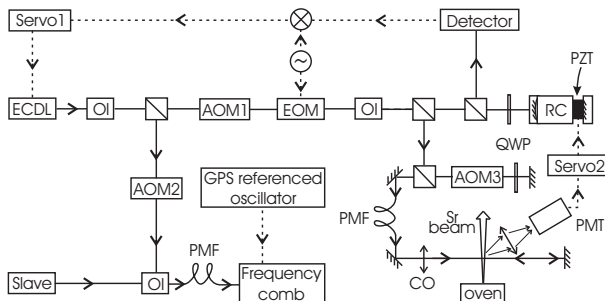 Servo1
Detector
PZT
ECDL
OI
AOM1
EOM
OI
RC
QWP
Servo2
AOM2
GPS referenced
oscillator
AOM3
PMF
Sr
beam
PMT
PMF
Slave
OI
Frequency
comb
CO
oven